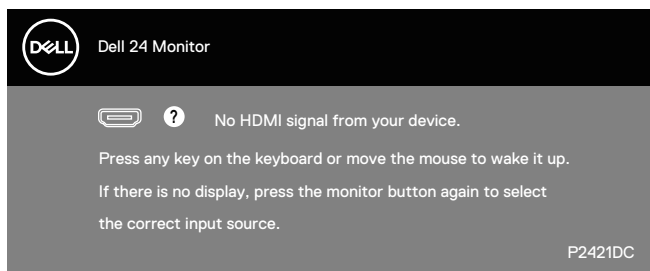 DELL
Dell 24 Monitor
? No HDMI signal from your device.
Press any key on the keyboard or move the mouse to wake it up.
If there is no display, press the monitor button again to select
the correct input source.
P2421DC